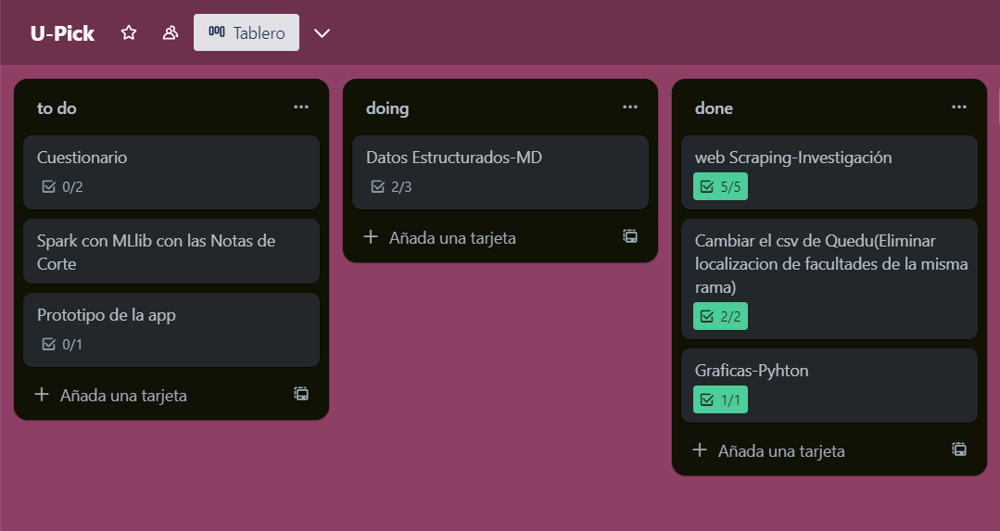 U-Pick
Tablero
to do
Cuestionario
0/2
Spark con MLlib con las Notas de
Corte
Prototipo de la app
0/1
Añada una tarjeta
doing
Datos Estructurados-MD
2/3
Añada una tarjeta
done
web Scraping-Investigación
5/5
Cambiar el csv de Quedu(Eliminar
localizacion de facultades de la misma
rama)
2/2
Graficas-Pyhton
1/1
Añada una tarjeta